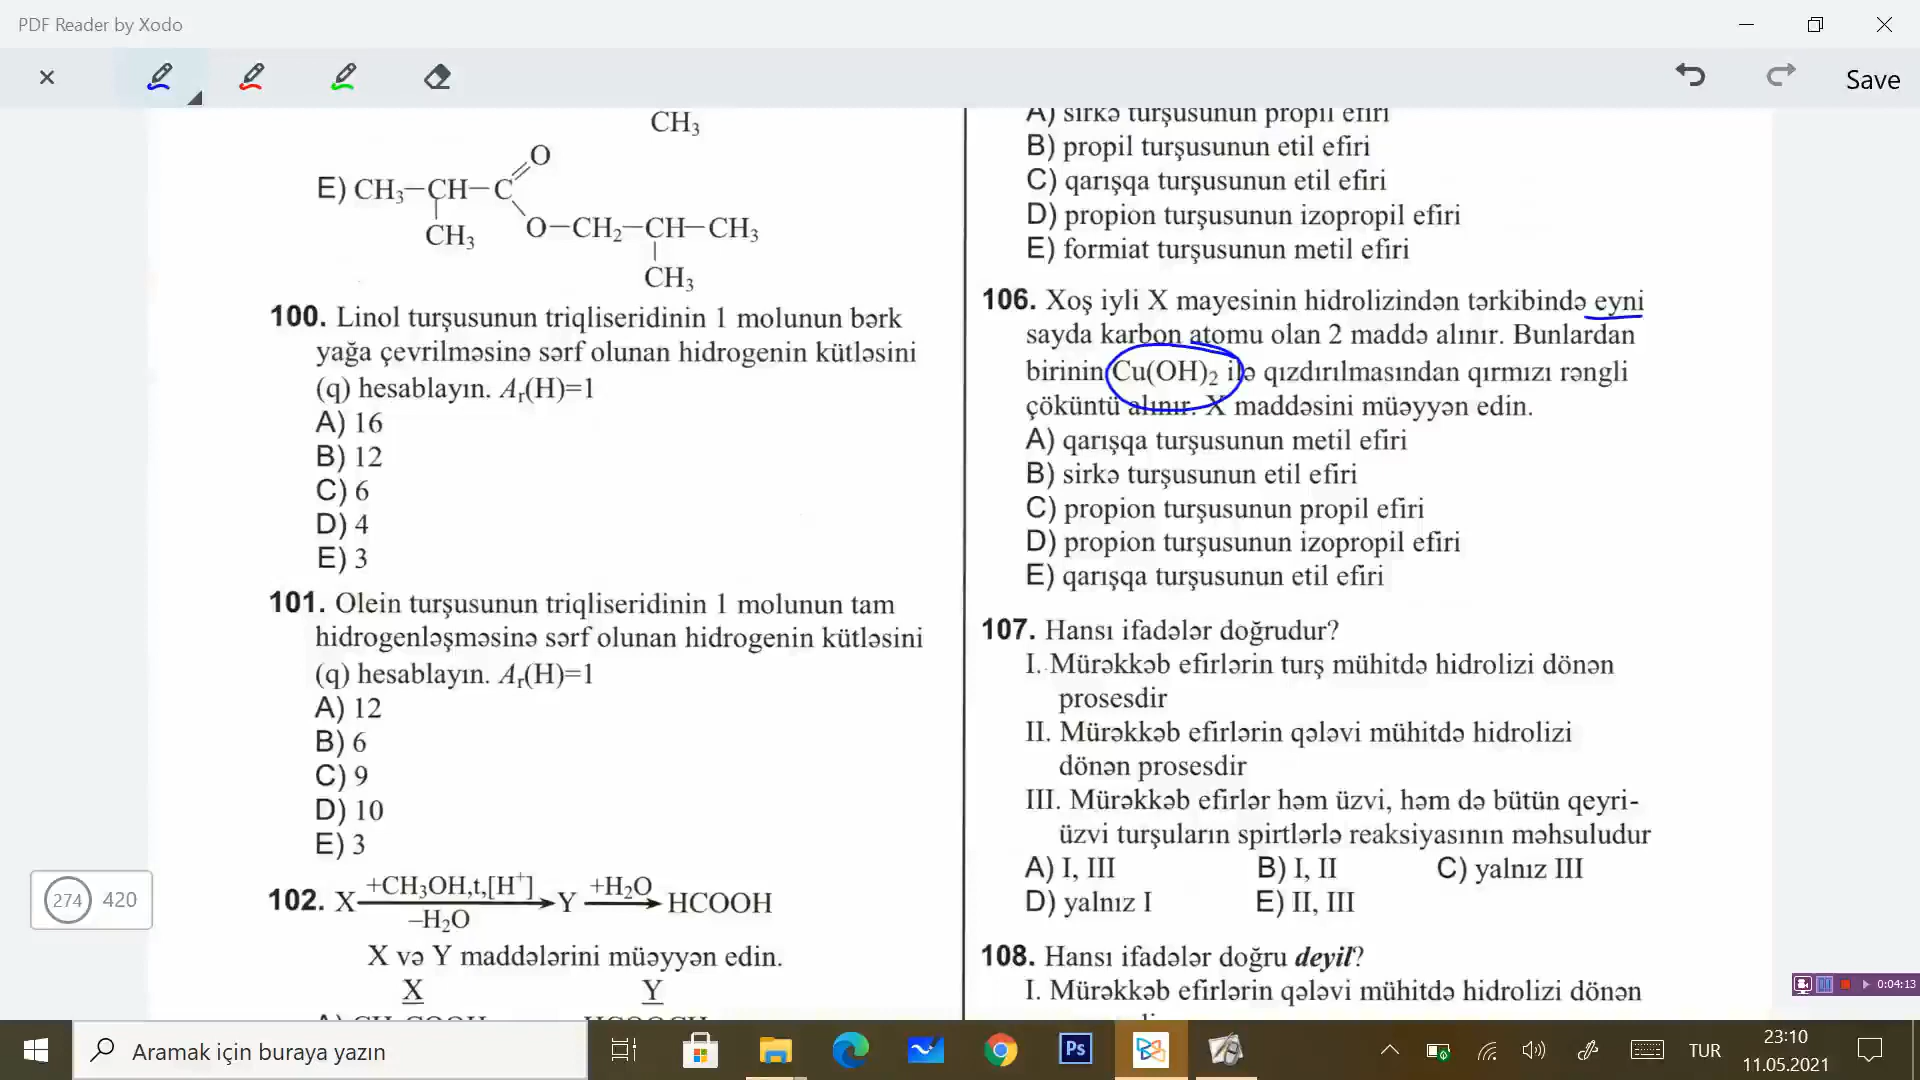 PDF Reader by Xodo
Save
CH₃
O
E) CH₃—CH—C
CH₃ O—CH₂—CH—CH₃
CH₃
100. Linol turşusunun triqliseridinin 1 molunun bərk
yağa çevrilməsinə sərf olunan hidrogenin kütləsini
(q) hesablayın. Aᵣ(H)=1
A) 16
B) 12
C) 6
D) 4
E) 3
101. Olein turşusunun triqliseridinin 1 molunun tam
hidrogenləşməsinə sərf olunan hidrogenin kütləsini
(q) hesablayın. Aᵣ(H)=1
A) 12
B) 6
C) 9
D) 10
E) 3
+CH₃OH,t,[H⁺] +H₂O
102. X Y HCOOH
–H₂O
X və Y maddələrini müəyyən edin.
X Y
A) sirkə turşusunun propil efiri
B) propil turşusunun etil efiri
C) qarışqa turşusunun etil efiri
D) propion turşusunun izopropil efiri
E) formiat turşusunun metil efiri
106. Xoş iyli X mayesinin hidrolizindən tərkibində eyni
sayda karbon atomu olan 2 maddə alınır. Bunlardan
birinin Cu(OH)₂ ilə qızdırılmasından qırmızı rəngli
çöküntü alınır. X maddəsini müəyyən edin.
A) qarışqa turşusunun metil efiri
B) sirkə turşusunun etil efiri
C) propion turşusunun propil efiri
D) propion turşusunun izopropil efiri
E) qarışqa turşusunun etil efiri
107. Hansı ifadələr doğrudur?
I. Mürəkkəb efirlərin turş mühitdə hidrolizi dönən
prosesdir
II. Mürəkkəb efirlərin qələvi mühitdə hidrolizi
dönən prosesdir
III. Mürəkkəb efirlər həm üzvi, həm də bütün qeyri-
üzvi turşuların spirtlərlə reaksiyasının məhsuludur
A) I, III B) I, II C) yalnız III
D) yalnız I E) II, III
108. Hansı ifadələr doğru deyil?
I. Mürəkkəb efirlərin qələvi mühitdə hidrolizi dönən
274 420
0:04:13
Aramak için buraya yazın
Ps
TUR
23:10
11.05.2021